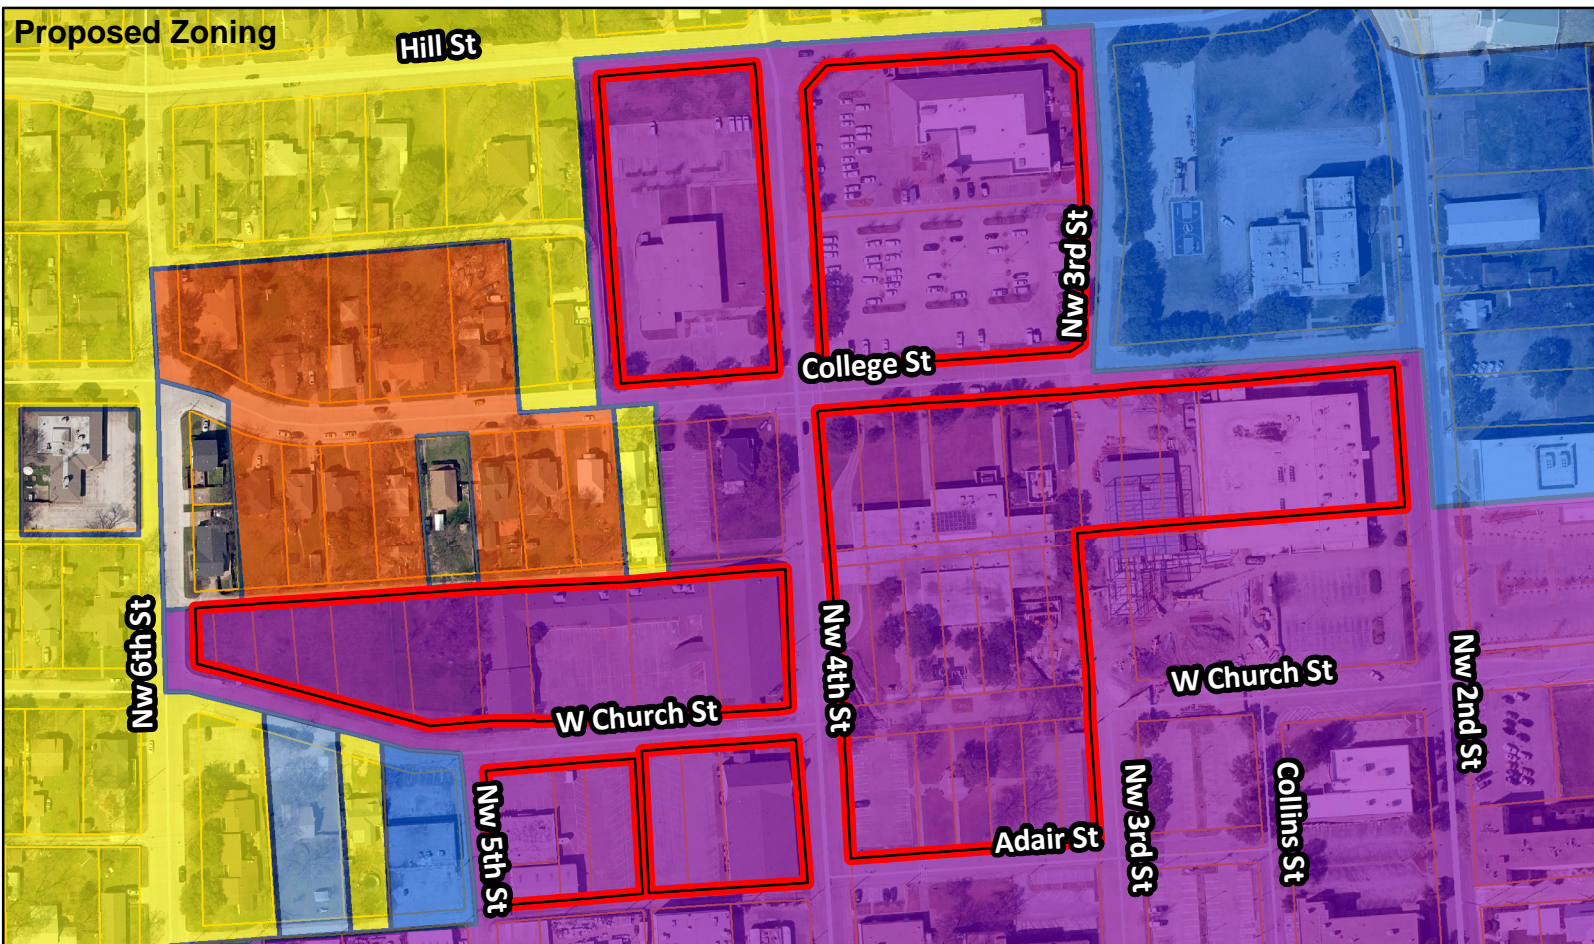 Proposed Zoning
Hill St
Nw 3rd St
College St
Nw 6th St
Nw 4th St
W Church St
W Church St
Nw 2nd St
Nw 5th St
Adair St
Nw 3rd St
Collins St